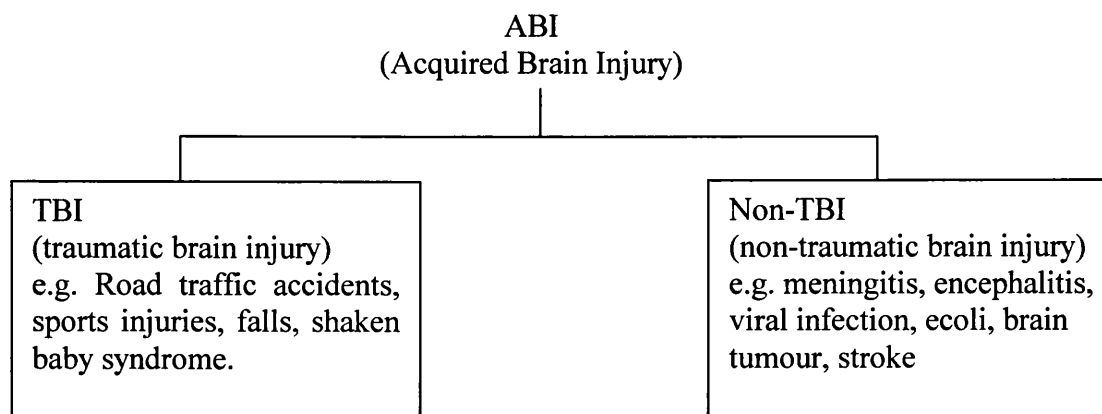 ABI
(Acquired Brain Injury)
TBI
(traumatic brain injury)
e.g. Road traffic accidents,
sports injuries, falls, shaken
baby syndrome.
Non-TBI
(non-traumatic brain injury)
e.g. meningitis, encephalitis,
viral infection, ecoli, brain
tumour, stroke